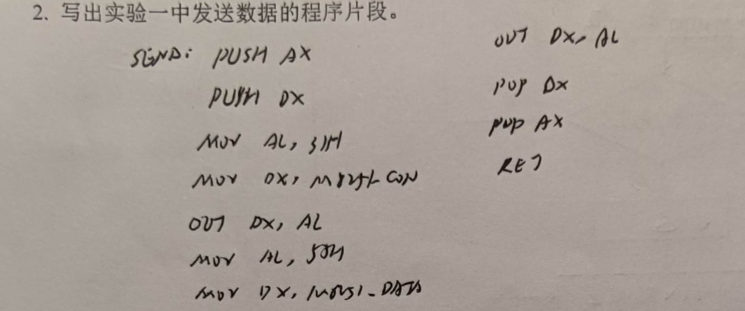 2. 写出实验一中发送数据的程序片段。
SEND: PUSH AX
PUSH DX
MOV AL, 31H
MOV DX, M8251_CON
OUT DX, AL
MOV AL,
MOV DX, M8251_DATA
OUT DX, AL
POP DX
POP AX
RET